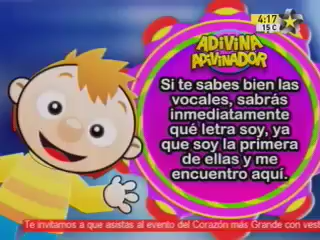 4:17
15 C
ADIVINA
ADIVINADOR
Si te sabes bien las
vocales, sabrás
inmediatamente
qué letra soy, ya
que soy la primera
de ellas y me
encuentro aquí.
Te invitamos a que asistas al evento del Corazón más Grande con vest